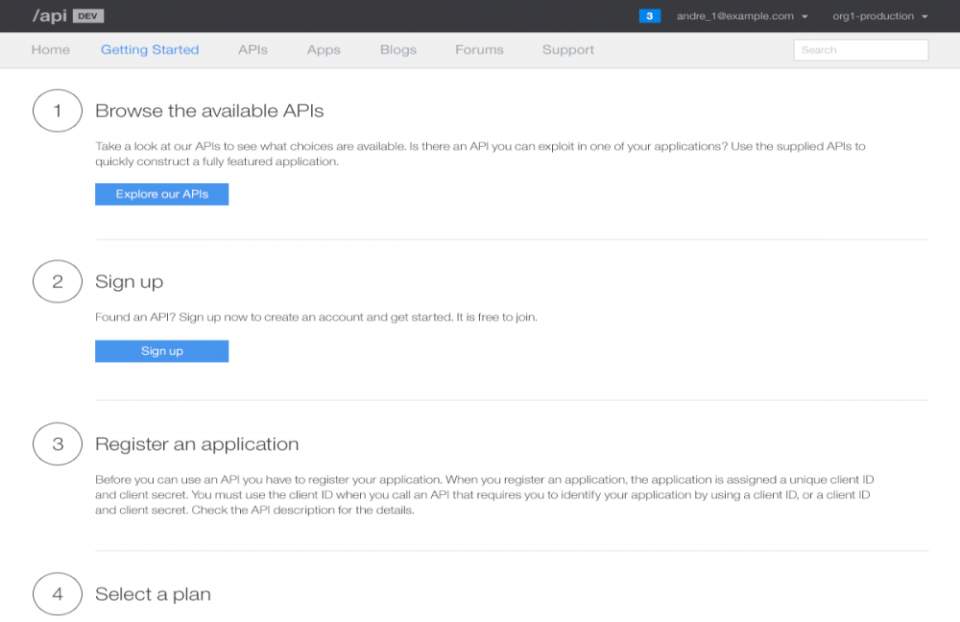 /api DEV 3 andre_1@example.com org1-production
Home Getting Started APIs Apps Blogs Forums Support Search
1 Browse the available APIs
Take a look at our APIs to see what choices are available. Is there an API you can exploit in one of your applications? Use the supplied APIs to
quickly construct a fully featured application.
Explore our APIs
2 Sign up
Found an API? Sign up now to create an account and get started. It is free to join.
Sign up
3 Register an application
Before you can use an API you have to register your application. When you register an application, the application is assigned a unique client ID
and client secret. You must use the client ID when you call an API that requires you to identify your application by using a client ID, or a client ID
and client secret. Check the API description for the details.
4 Select a plan